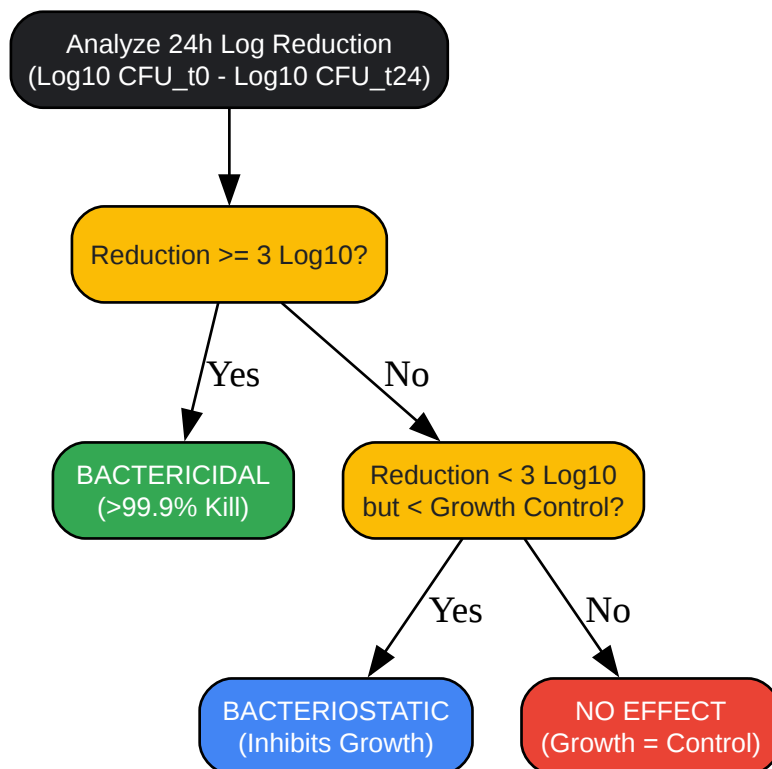 Analyze 24h Log Reduction
(Log10 CFU_t0 - Log10 CFU_t24)
Reduction >= 3 Log10?
Yes
No
BACTERICIDAL
(>99.9% Kill)
Reduction < 3 Log10
but < Growth Control?
Yes
No
BACTERIOSTATIC
(Inhibits Growth)
NO EFFECT
(Growth = Control)